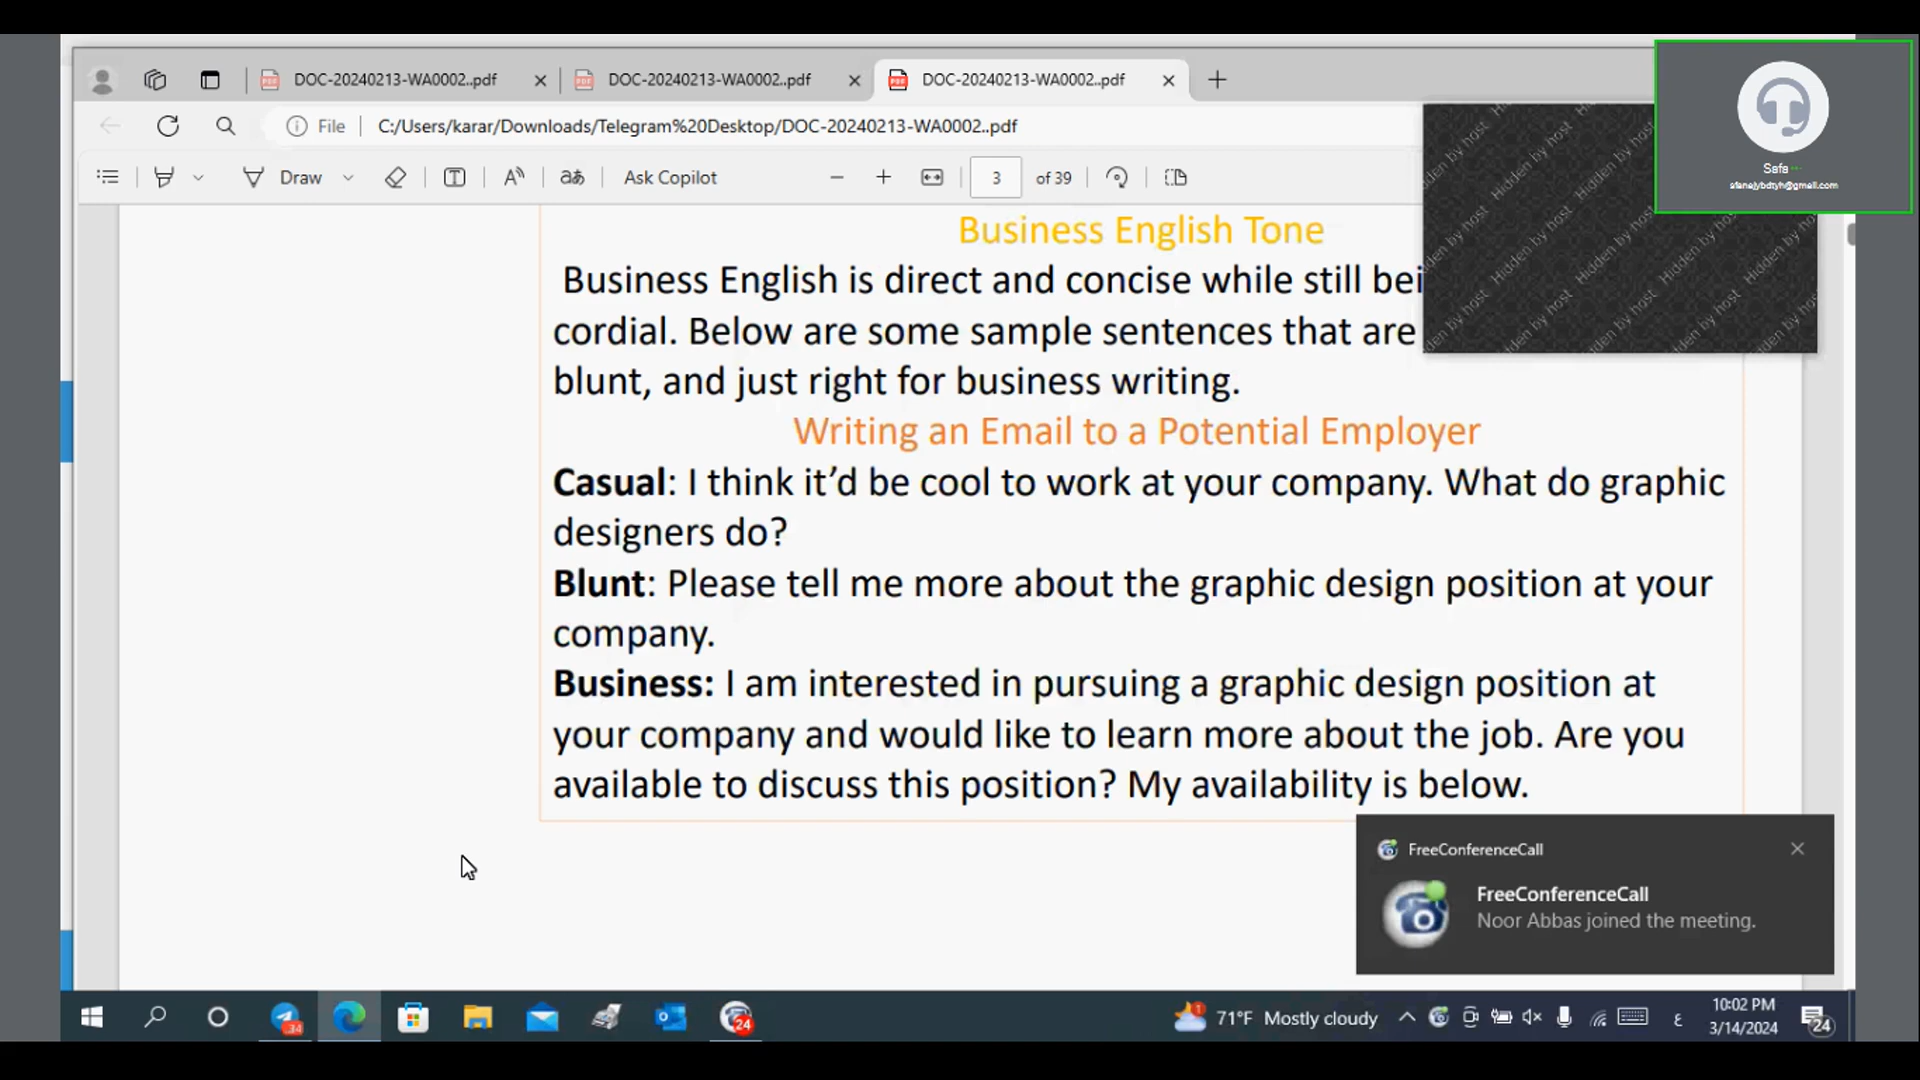 DOC-20240213-WA0002..pdf
DOC-20240213-WA0002..pdf
DOC-20240213-WA0002..pdf
File
C:/Users/karar/Downloads/Telegram%20Desktop/DOC-20240213-WA0002..pdf
Draw
Ask Copilot
3 of 39
Safa
Hidden by host
Business English Tone
Business English is direct and concise while still bei
cordial. Below are some sample sentences that are
blunt, and just right for business writing.
Writing an Email to a Potential Employer
Casual: I think it’d be cool to work at your company. What do graphic
designers do?
Blunt: Please tell me more about the graphic design position at your
company.
Business: I am interested in pursuing a graphic design position at
your company and would like to learn more about the job. Are you
available to discuss this position? My availability is below.
FreeConferenceCall
FreeConferenceCall
Noor Abbas joined the meeting.
34
24
71°F Mostly cloudy
ع
10:02 PM
3/14/2024
24